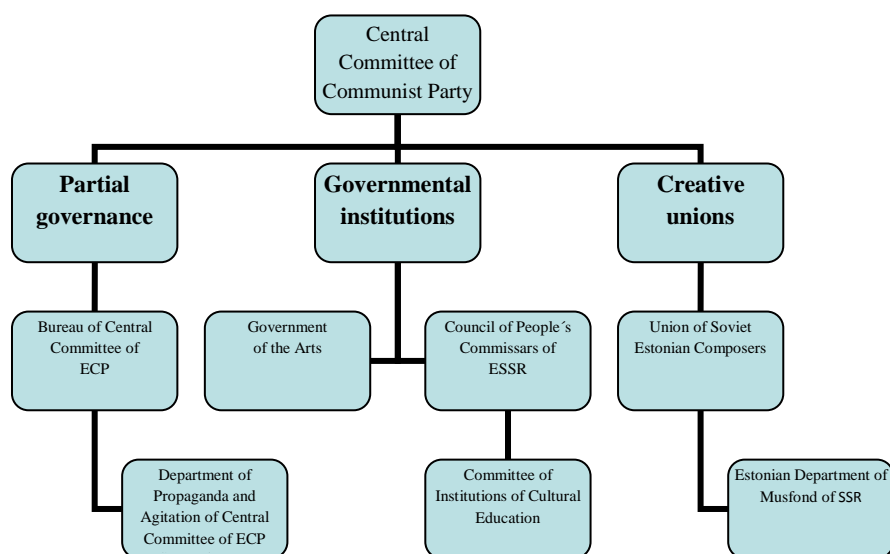 Central
Committee of
Communist Party
Partial
governance
Governmental
institutions
Creative
unions
Bureau of Central
Committee of
ECP
Government
of the Arts
Council of People´s
Commissars of
ESSR
Union of Soviet
Estonian Composers
Department of
Propaganda and
Agitation of Central
Committee of ECP
Committee of
Institutions of Cultural
Education
Estonian Department of
Musfond of SSR